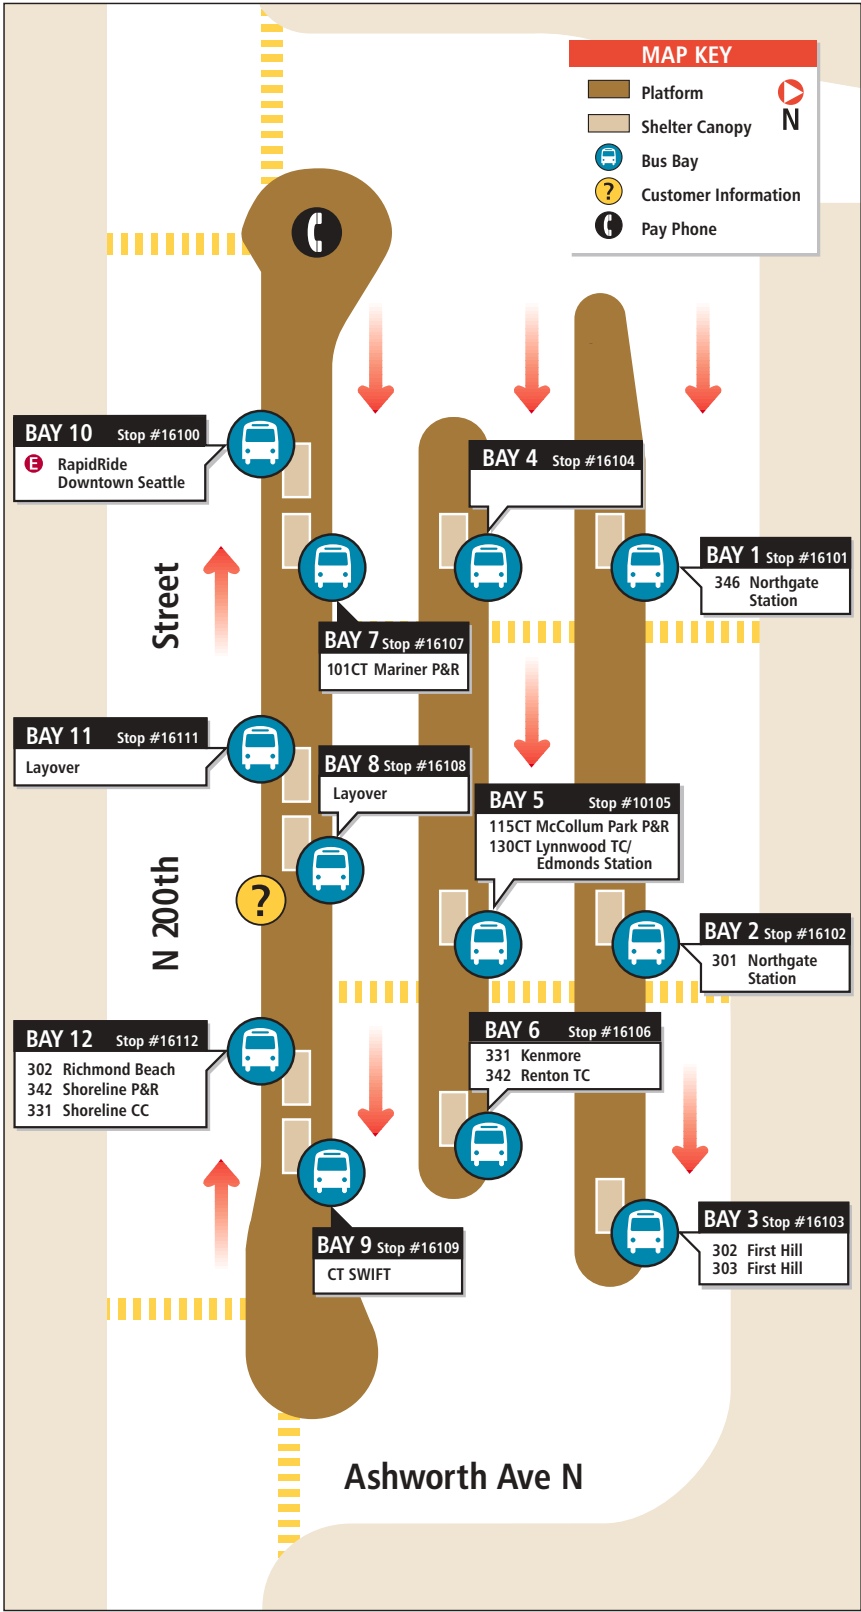 MAP KEY
Platform
Shelter Canopy
Bus Bay
? Customer Information
Pay Phone
N
BAY 10 Stop #16100
E RapidRide
Downtown Seattle
BAY 4 Stop #16104
BAY 1 Stop #16101
346 Northgate
Station
Street
BAY 7 Stop #16107
101CT Mariner P&R
BAY 11 Stop #16111
Layover
BAY 8 Stop #16108
Layover
BAY 5 Stop #10105
115CT McCollum Park P&R
130CT Lynnwood TC/
Edmonds Station
?
N 200th
BAY 2 Stop #16102
301 Northgate
Station
BAY 12 Stop #16112
302 Richmond Beach
342 Shoreline P&R
331 Shoreline CC
BAY 6 Stop #16106
331 Kenmore
342 Renton TC
BAY 9 Stop #16109
CT SWIFT
BAY 3 Stop #16103
302 First Hill
303 First Hill
Ashworth Ave N